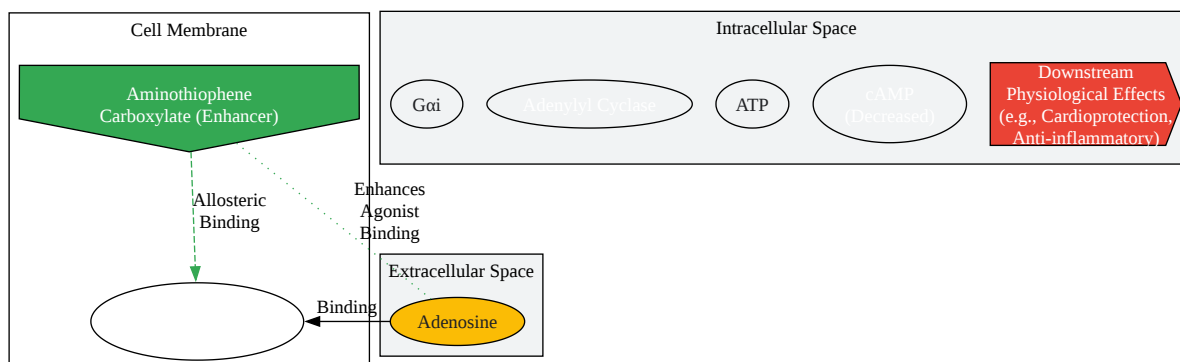 Cell Membrane
Aminothiophene
Carboxylate (Enhancer)
Allosteric
Binding
Enhances
Agonist
Binding
Intracellular Space
Gαi
Adenylyl Cyclase
ATP
cAMP
(Decreased)
Downstream
Physiological Effects
(e.g., Cardioprotection,
Anti-inflammatory)
Extracellular Space
Binding
Adenosine